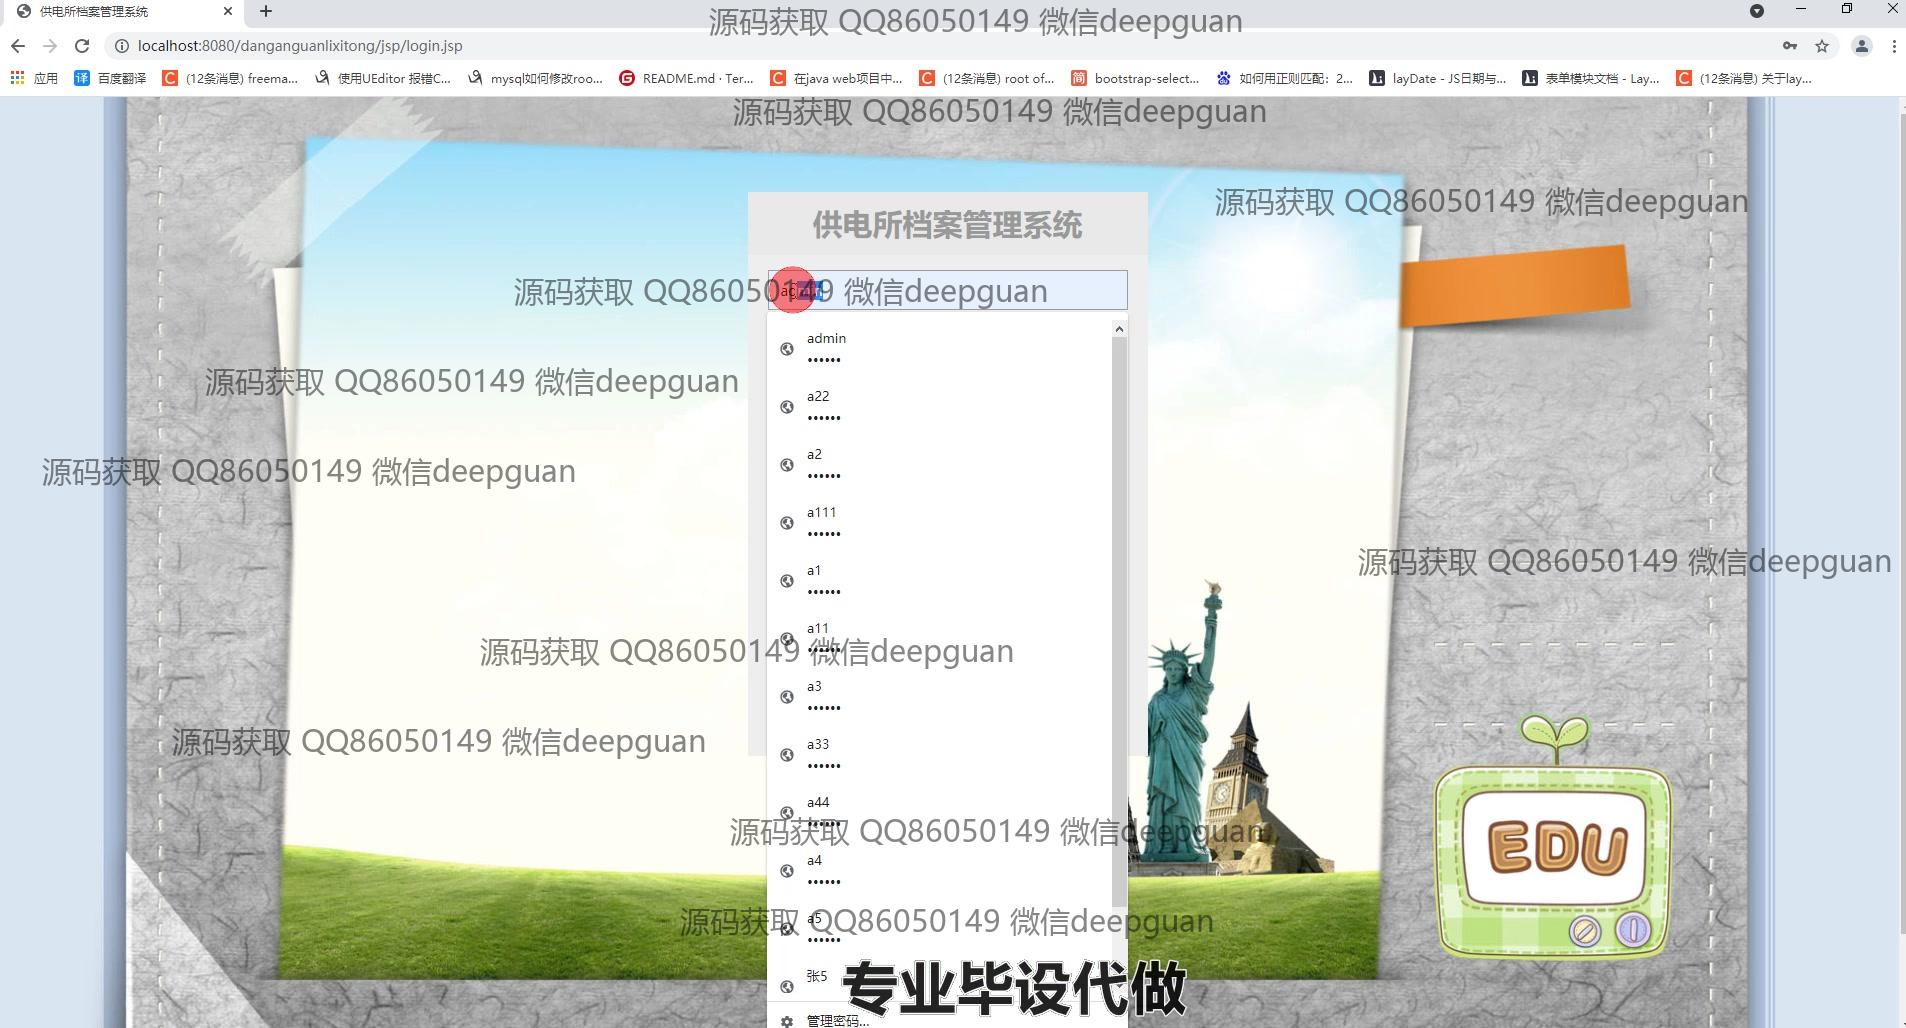 供电所档案管理系统
localhost:8080/danganguanlixitong/jsp/login.jsp
应用
百度翻译
(12条消息) freema...
使用UEditor 报错C...
mysql如何修改roo...
README.md · Ter...
在java web项目中...
(12条消息) root of...
bootstrap-select...
如何用正则匹配：2...
layDate - JS日期与...
表单模块文档 - Lay...
(12条消息) 关于lay...
源码获取 QQ86050149 微信deepguan
源码获取 QQ86050149 微信deepguan
源码获取 QQ86050149 微信deepguan
供电所档案管理系统
源码获取 QQ86050149 微信deepguan
admin
••••••
源码获取 QQ86050149 微信deepguan
a22
••••••
a2
••••••
源码获取 QQ86050149 微信deepguan
a111
••••••
源码获取 QQ86050149 微信deepguan
a1
••••••
a11
••••••
源码获取 QQ86050149 微信deepguan
a3
••••••
源码获取 QQ86050149 微信deepguan
a33
••••••
a44
••••••
源码获取 QQ86050149 微信deepguan
EDU
a4
••••••
a5
••••••
源码获取 QQ86050149 微信deepguan
张5
专业毕设代做
管理密码...